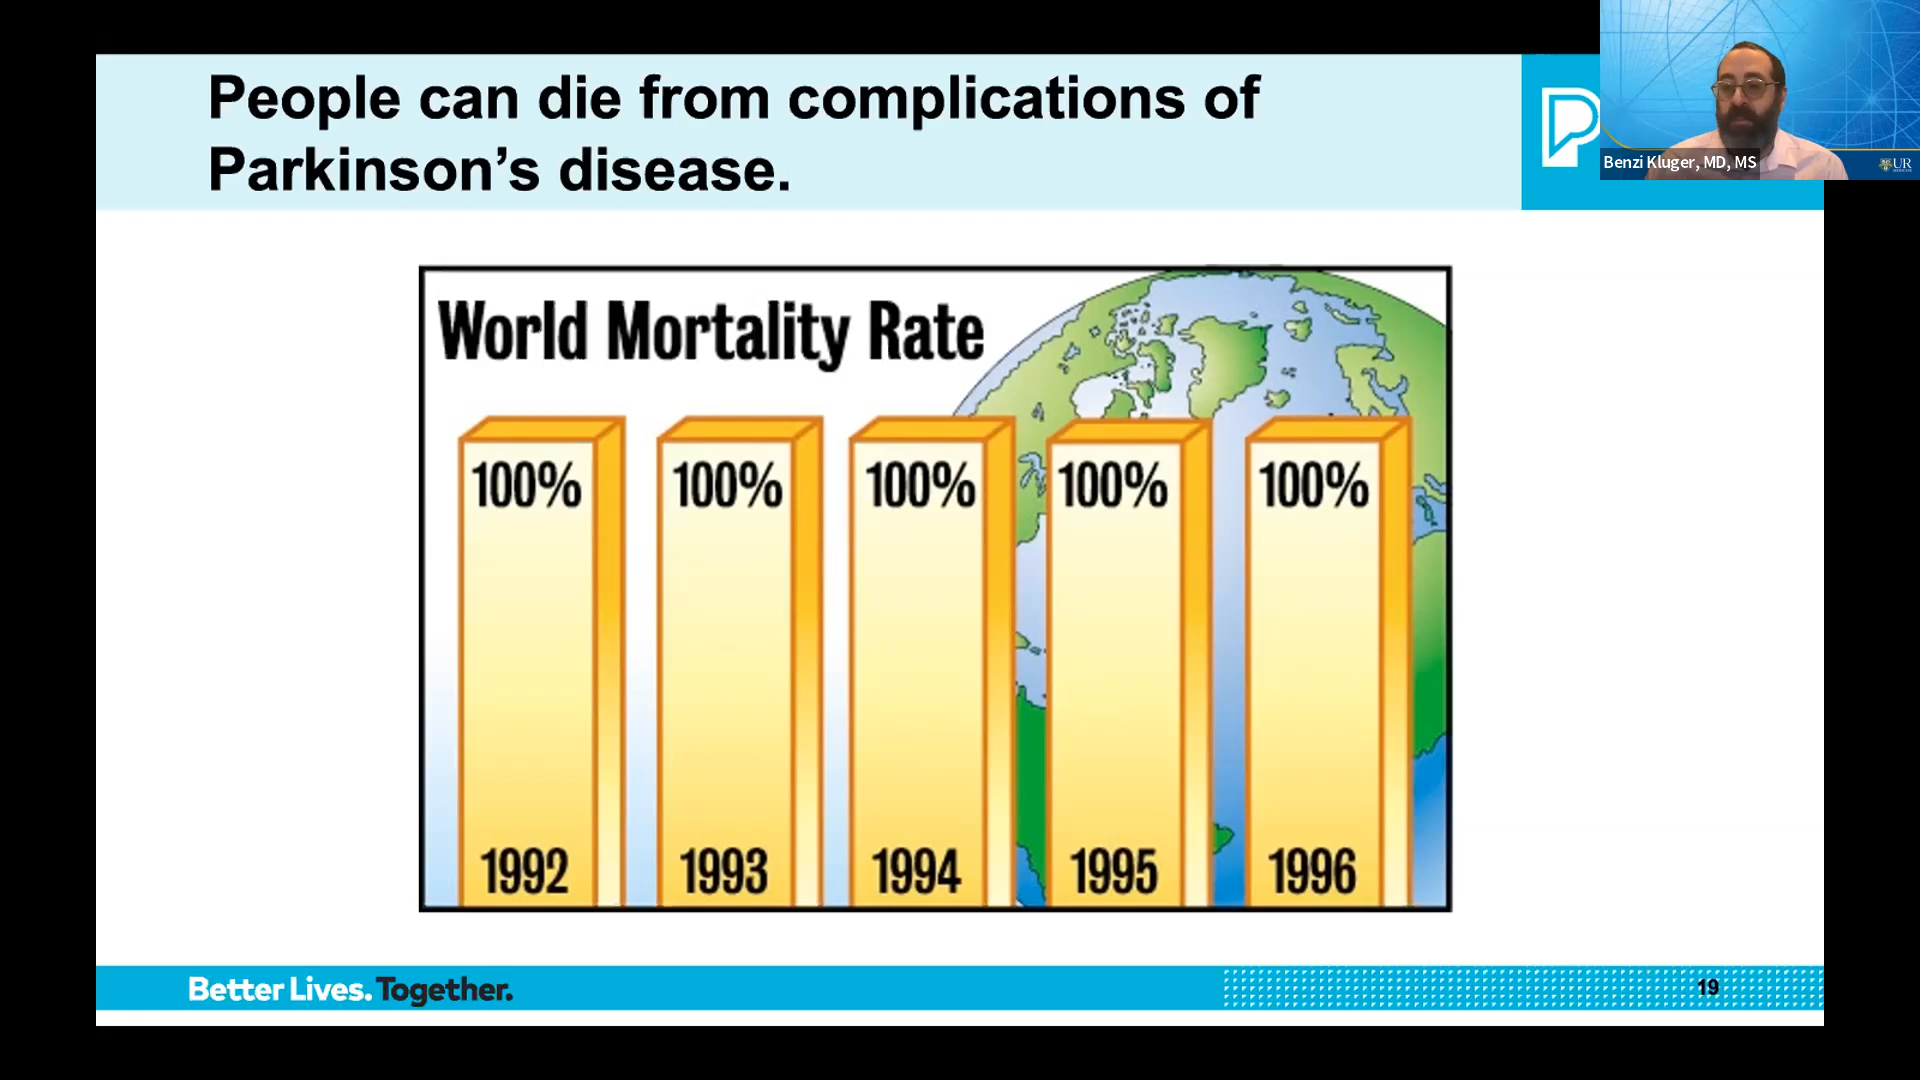 People can die from complications of
Parkinson’s disease.
Benzi Kluger, MD, MS
UR
World Mortality Rate
100% 100% 100% 100% 100%
1992 1993 1994 1995 1996
Better Lives. Together.
19